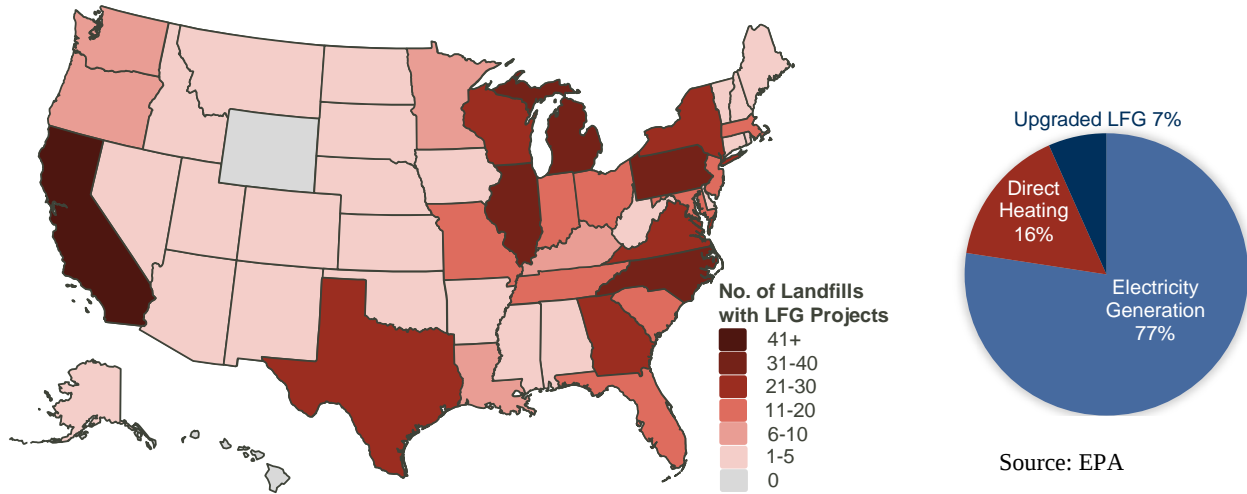 No. of Landfills
with LFG Projects
41+
31-40
21-30
11-20
6-10
1-5
0
Upgraded LFG 7%
Direct
Heating
16%
Electricity
Generation
77%
Source: EPA